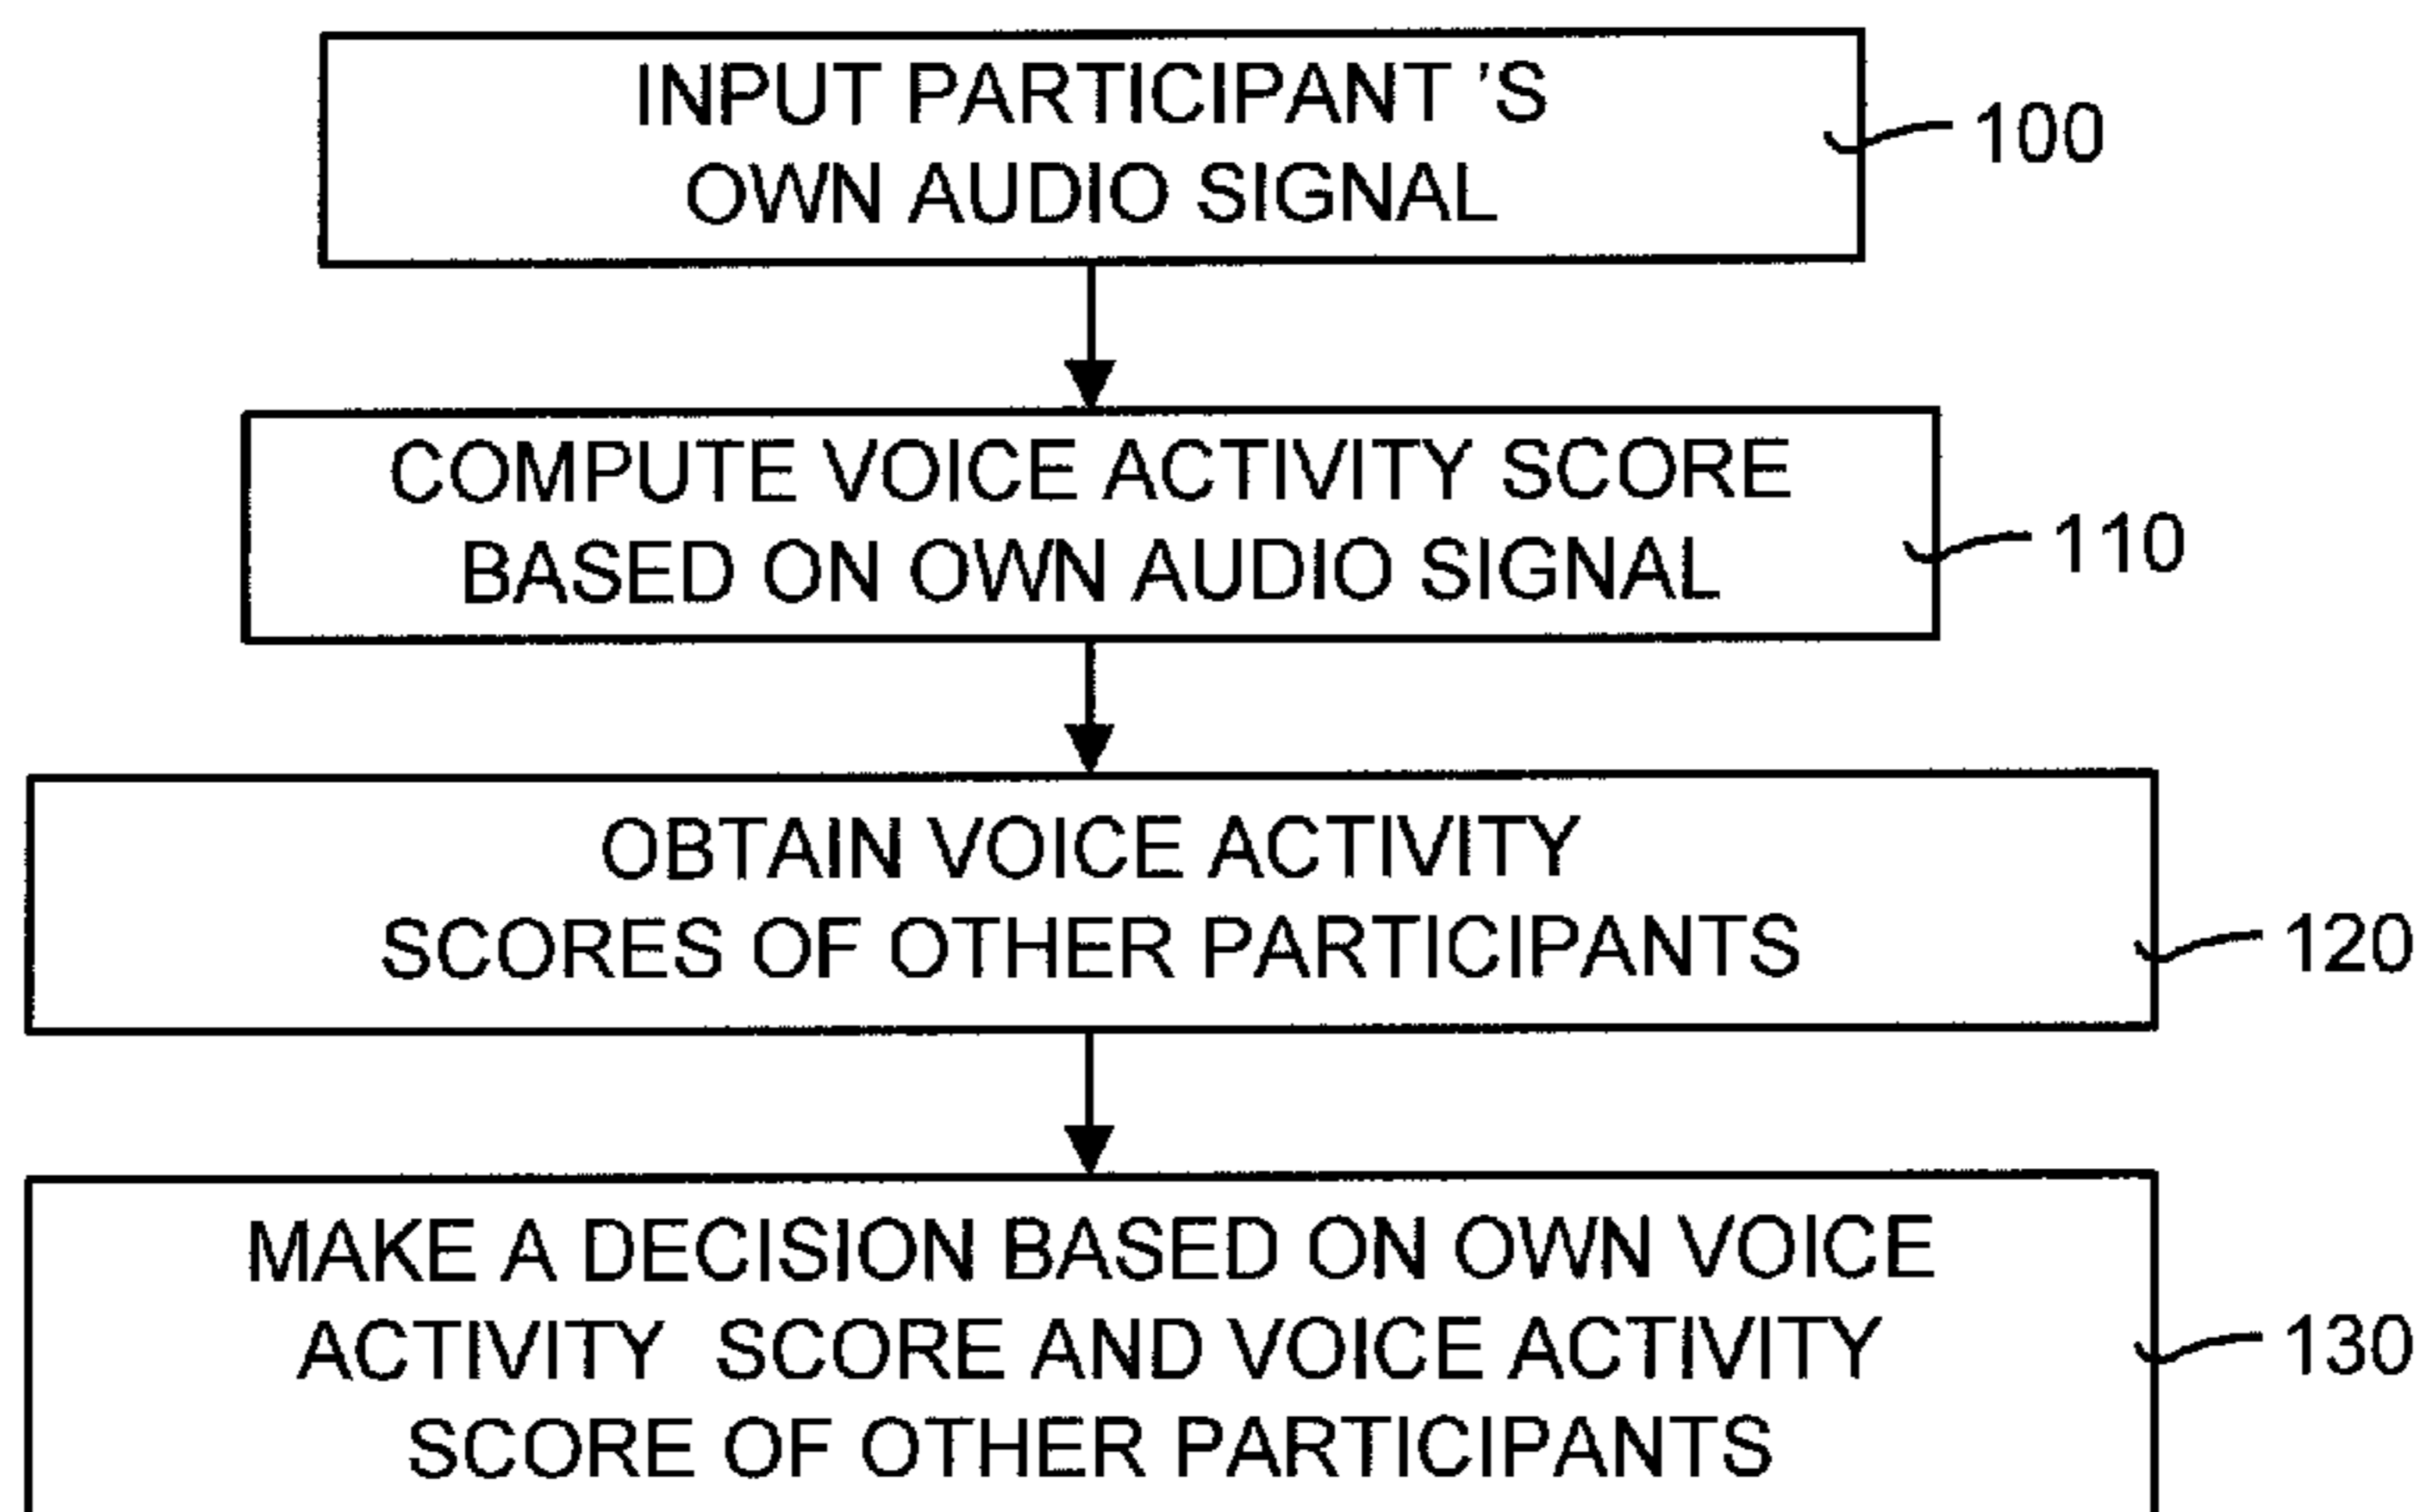 INPUT PARTICIPANT 'S
OWN AUDIO SIGNAL
100
COMPUTE VOICE ACTIVITY SCORE
BASED ON OWN AUDIO SIGNAL
110
OBTAIN VOICE ACTIVITY
SCORES OF OTHER PARTICIPANTS
120
MAKE A DECISION BASED ON OWN VOICE
ACTIVITY SCORE AND VOICE ACTIVITY
SCORE OF OTHER PARTICIPANTS
130